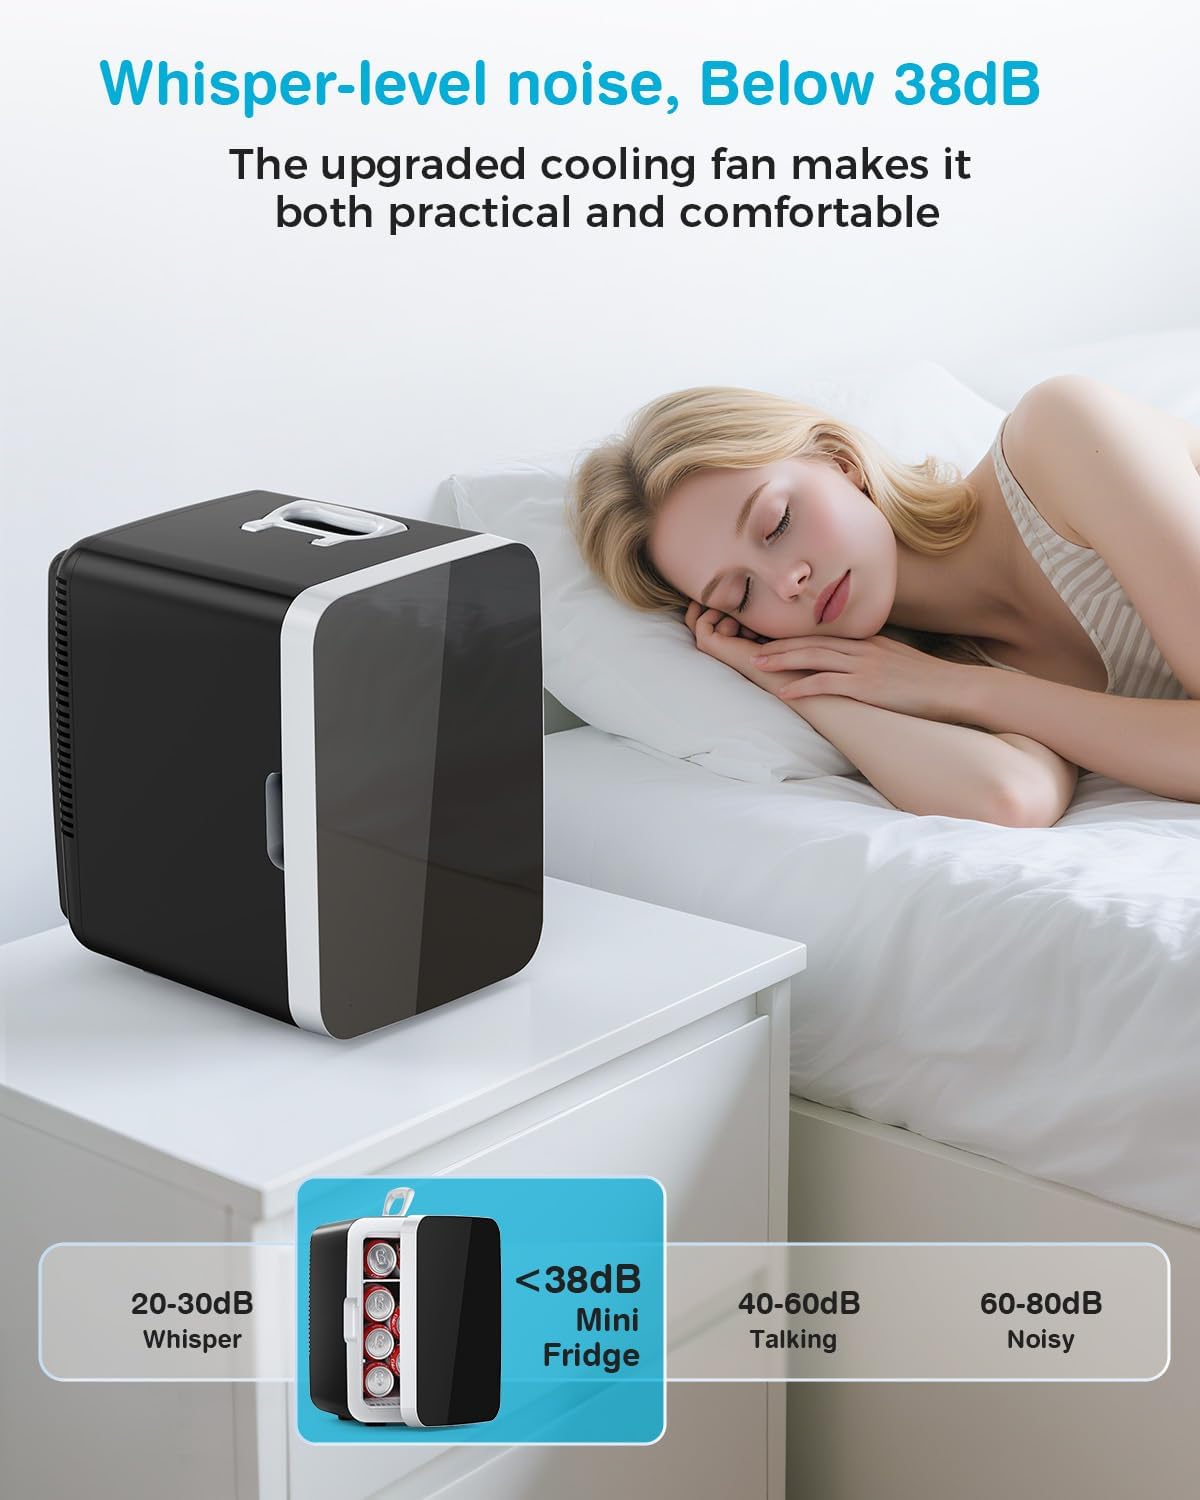 Whisper-level noise, Below 38dB
The upgraded cooling fan makes it
both practical and comfortable
20-30dB
Whisper
<38dB
Mini
Fridge
40-60dB
Talking
60-80dB
Noisy